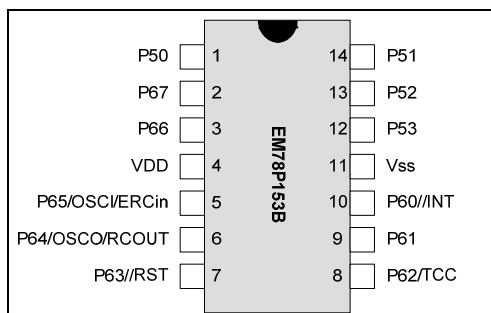 P50 1 14 P51
P67 2 13 P52
P66 3 12 P53
VDD 4 11 Vss
P65/OSCI/ERCin 5 10 P60//INT
P64/OSCO/RCOUT 6 9 P61
P63//RST 7 8 P62/TCC
EM78P153B